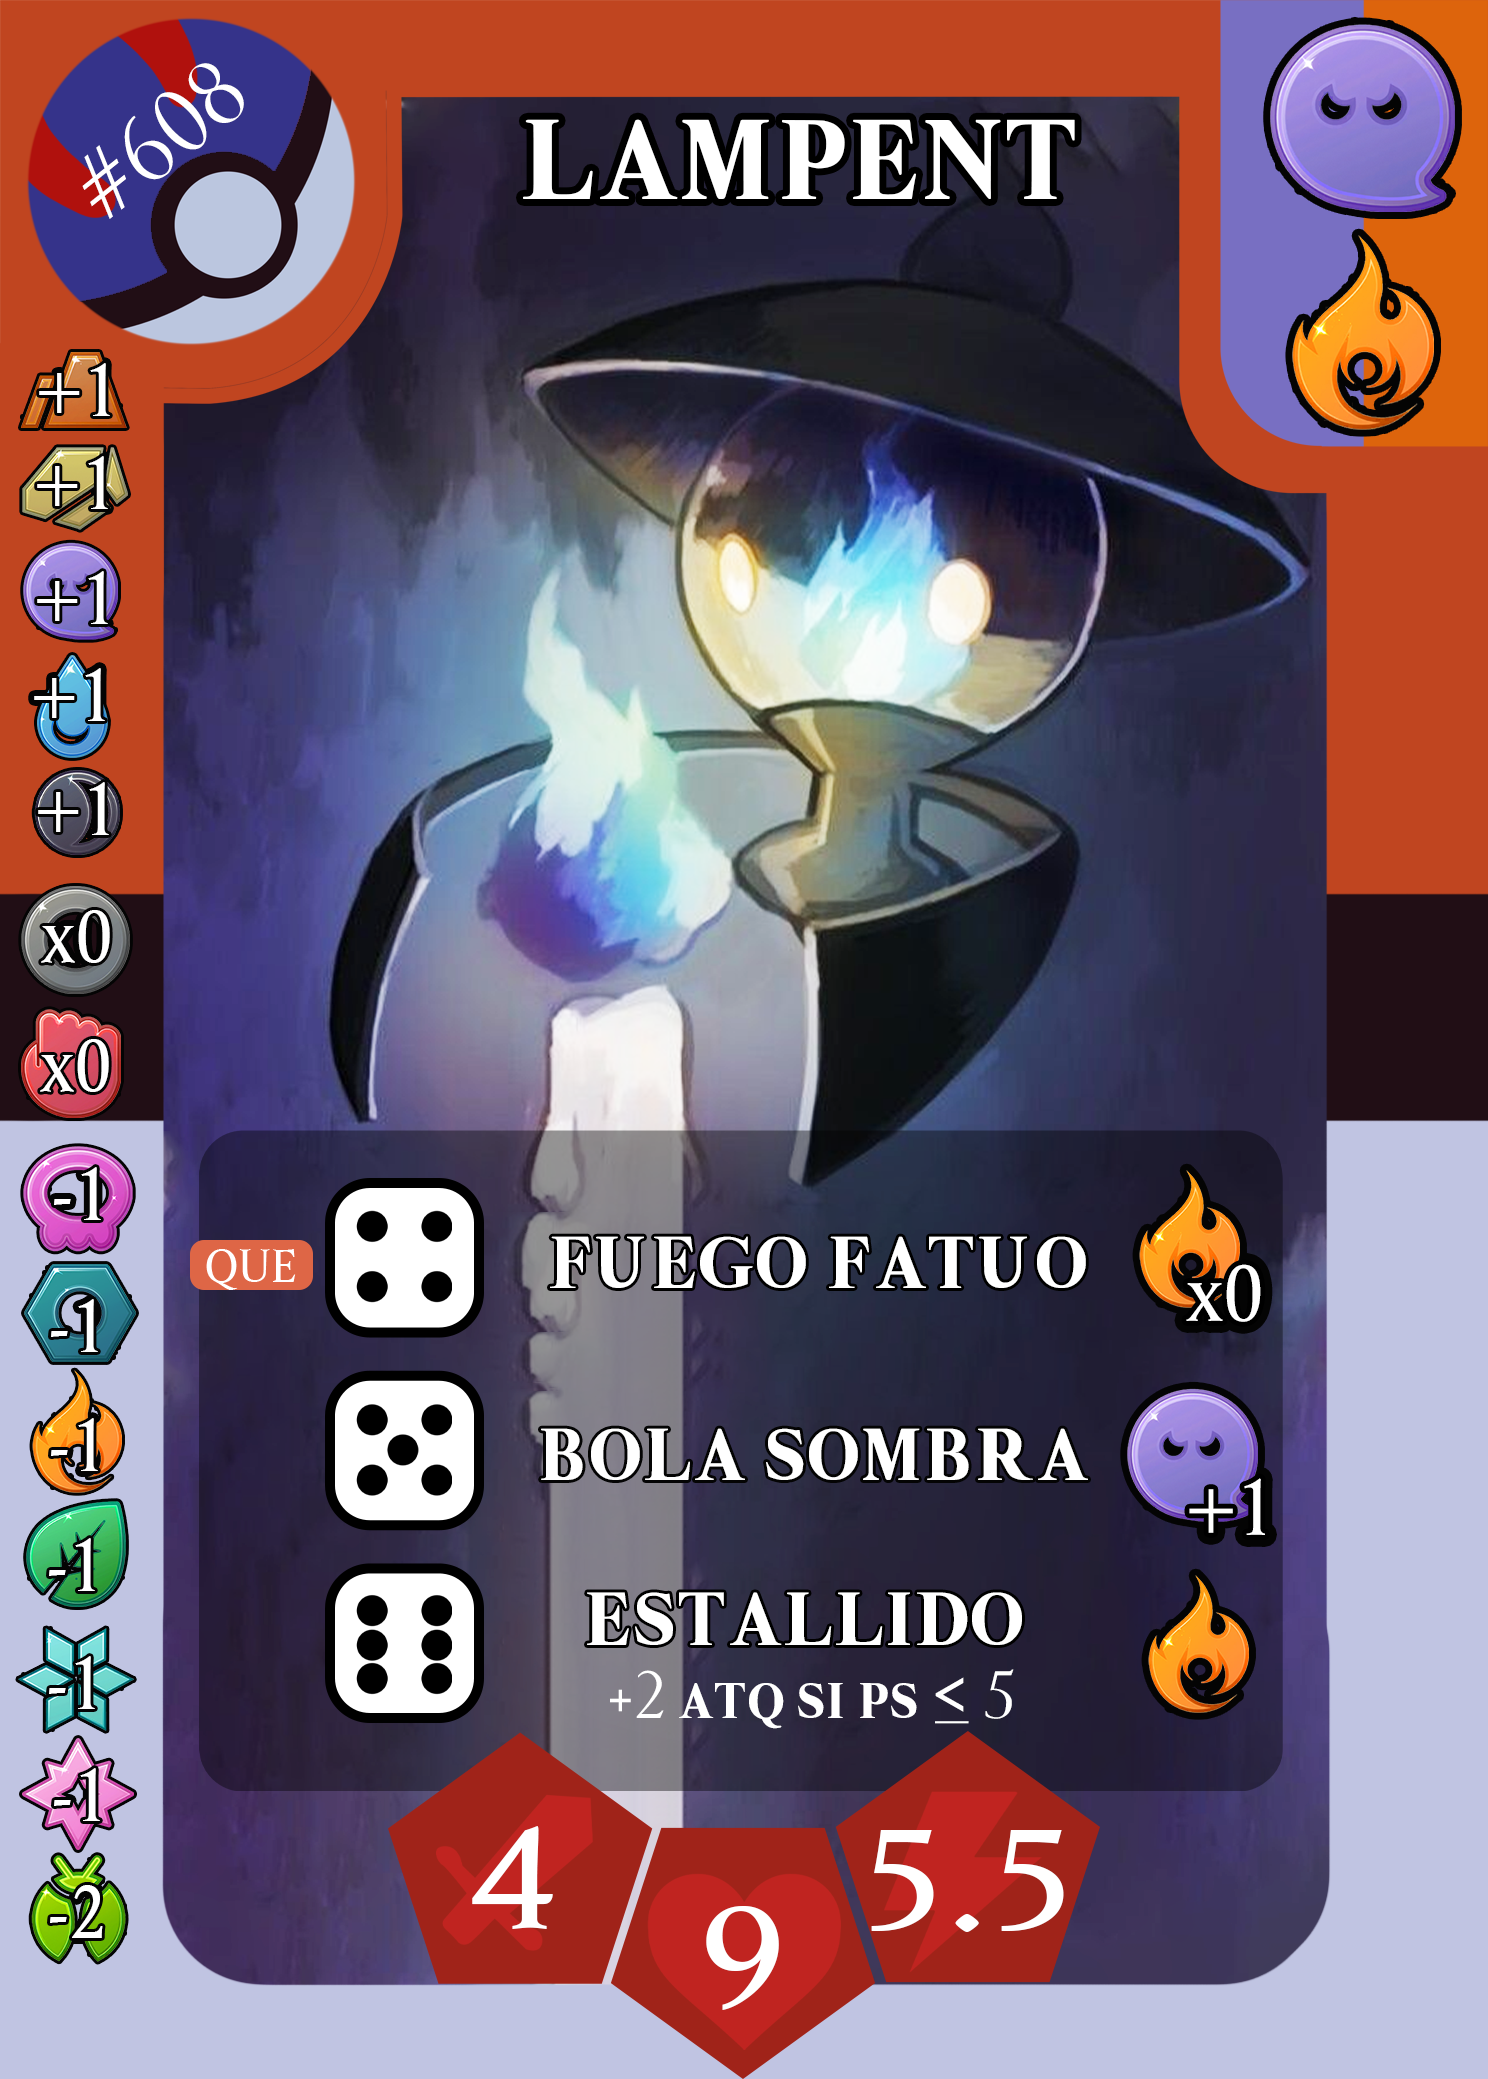 #608
LAMPENT
+1
+1
+1
+1
+1
x0
x0
-1
-1
-1
-1
-1
-1
-2
QUE
FUEGO FATUO
x0
BOLA SOMBRA
+1
ESTALLIDO
+2 ATQ SI PS ≤ 5
4
9
5.5